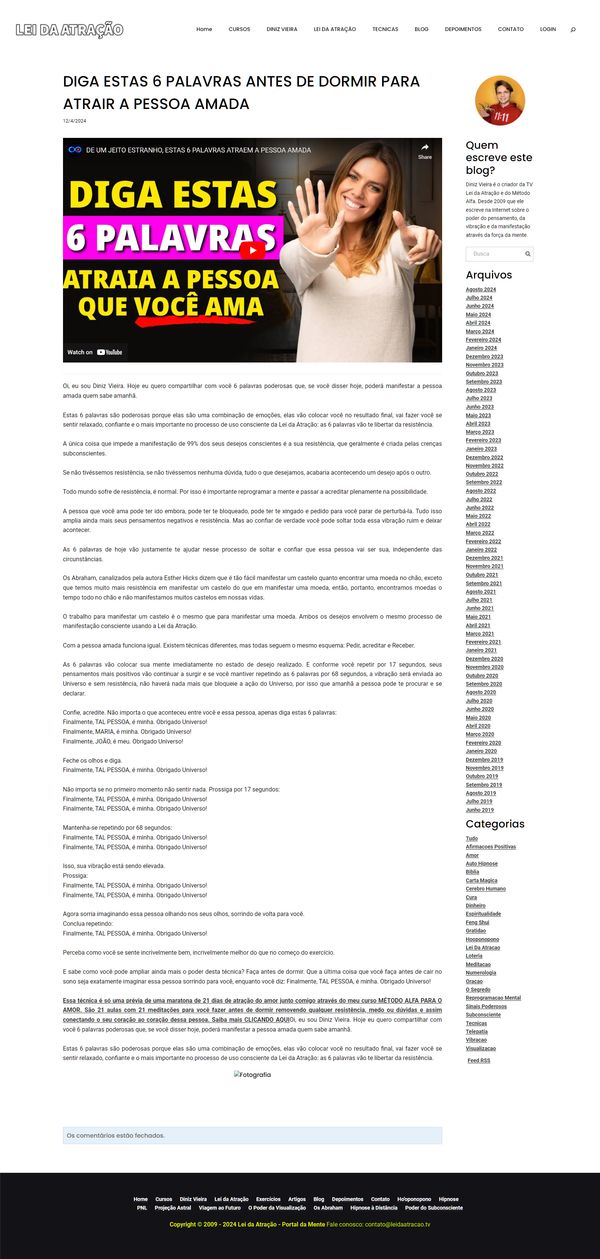 LEI DA ATRAÇÃO
Home CURSOS DINIZ VIEIRA LEI DA ATRAÇÃO TECNICAS BLOG DEPOIMENTOS CONTATO LOGIN
DIGA ESTAS 6 PALAVRAS ANTES DE DORMIR PARA
ATRAIR A PESSOA AMADA
12/4/2024
DE UM JEITO ESTRANHO, ESTAS 6 PALAVRAS ATRAEM A PESSOA AMADA
Share
DIGA ESTAS
6 PALAVRAS
ATRAIA A PESSOA
QUE VOCÊ AMA
Watch on YouTube
Oi, eu sou Diniz Vieira. Hoje eu quero compartilhar com você 6 palavras poderosas que, se você disser hoje, poderá manifestar a pessoa
amada quem sabe amanhã.
Estas 6 palavras são poderosas porque elas são uma combinação de emoções, elas vão colocar você no resultado final, vai fazer você se
sentir relaxado, confiante e o mais importante no processo de uso consciente da Lei da Atração: as 6 palavras vão te libertar da resistência.
A única coisa que impede a manifestação de 99% dos seus desejos conscientes é a sua resistência, que geralmente é criada pelas crenças
subconscientes.
Se não tivéssemos resistência, se não tivéssemos nenhuma dúvida, tudo o que desejamos, acabaria acontecendo um desejo após o outro.
Todo mundo sofre de resistência, é normal. Por isso é importante reprogramar a mente e passar a acreditar plenamente na possibilidade.
A pessoa que você ama pode ter ido embora, pode ter te bloqueado, pode ter te xingado e pedido para você parar de perturbá-la. Tudo isso
amplia ainda mais seus pensamentos negativos e resistência. Mas ao confiar de verdade você pode soltar toda essa vibração ruim e deixar
acontecer.
As 6 palavras de hoje vão justamente te ajudar nesse processo de soltar e confiar que essa pessoa vai ser sua, independente das
circunstâncias.
Os Abraham, canalizados pela autora Esther Hicks dizem que é tão fácil manifestar um castelo quanto encontrar uma moeda no chão, exceto
que temos muito mais resistência em manifestar um castelo do que em manifestar uma moeda, então, portanto, encontramos moedas o
tempo todo no chão e não manifestamos muitos castelos em nossas vidas.
O trabalho para manifestar um castelo é o mesmo que para manifestar uma moeda. Ambos os desejos envolvem o mesmo processo de
manifestação consciente usando a Lei da Atração.
Com a pessoa amada funciona igual. Existem técnicas diferentes, mas todas seguem o mesmo esquema: Pedir, acreditar e Receber.
As 6 palavras vão colocar sua mente imediatamente no estado de desejo realizado. E conforme você repetir por 17 segundos, seus
pensamentos mais positivos vão continuar a surgir e se você mantiver repetindo as 6 palavras por 68 segundos, a vibração será enviada ao
Universo e sem resistência, não haverá nada mais que bloqueie a ação do Universo, por isso que amanhã a pessoa pode te procurar e se
declarar.
Confie, acredite. Não importa o que aconteceu entre você e essa pessoa, apenas diga estas 6 palavras:
Finalmente, TAL PESSOA, é minha. Obrigado Universo!
Finalmente, MARIA, é minha. Obrigado Universo!
Finalmente, JOÃO, é meu. Obrigado Universo!
Feche os olhos e diga.
Finalmente, TAL PESSOA, é minha. Obrigado Universo!
Não importa se no primeiro momento não sentir nada. Prossiga por 17 segundos:
Finalmente, TAL PESSOA, é minha. Obrigado Universo!
Finalmente, TAL PESSOA, é minha. Obrigado Universo!
Mantenha-se repetindo por 68 segundos:
Finalmente, TAL PESSOA, é minha. Obrigado Universo!
Finalmente, TAL PESSOA, é minha. Obrigado Universo!
Isso, sua vibração está sendo elevada.
Prossiga:
Finalmente, TAL PESSOA, é minha. Obrigado Universo!
Finalmente, TAL PESSOA, é minha. Obrigado Universo!
Agora sorria imaginando essa pessoa olhando nos seus olhos, sorrindo de volta para você.
Conclua repetindo:
Finalmente, TAL PESSOA, é minha. Obrigado Universo!
Perceba como você se sente incrivelmente bem, incrivelmente melhor do que no começo do exercício.
E sabe como você pode ampliar ainda mais o poder desta técnica? Faça antes de dormir. Que a última coisa que você faça antes de cair no
sono seja exatamente imaginar essa pessoa sorrindo para você, enquanto você diz: Finalmente, TAL PESSOA, é minha. Obrigado Universo!
Essa técnica é só uma prévia de uma maratona de 21 dias de atração do amor junto comigo através do meu curso MÉTODO ALFA PARA O
AMOR. São 21 aulas com 21 meditações para você fazer antes de dormir removendo qualquer resistência, medo ou dúvidas e assim
conectando o seu coração ao coração dessa pessoa. Saiba mais CLICANDO AQUIOi, eu sou Diniz Vieira. Hoje eu quero compartilhar com
você 6 palavras poderosas que, se você disser hoje, poderá manifestar a pessoa amada quem sabe amanhã.
Estas 6 palavras são poderosas porque elas são uma combinação de emoções, elas vão colocar você no resultado final, vai fazer você se
sentir relaxado, confiante e o mais importante no processo de uso consciente da Lei da Atração: as 6 palavras vão te libertar da resistência.
Fotografia
Os comentários estão fechados.
11:11
Quem
escreve este
blog?
Diniz Vieira é o criador da TV
Lei da Atração e do Método
Alfa. Desde 2009 que ele
escreve na Internet sobre o
poder do pensamento, da
vibração e da manifestação
através da força da mente.
Busca
Arquivos
Agosto 2024
Julho 2024
Junho 2024
Maio 2024
Abril 2024
Março 2024
Fevereiro 2024
Janeiro 2024
Dezembro 2023
Novembro 2023
Outubro 2023
Setembro 2023
Agosto 2023
Julho 2023
Junho 2023
Maio 2023
Abril 2023
Março 2023
Fevereiro 2023
Janeiro 2023
Dezembro 2022
Novembro 2022
Outubro 2022
Setembro 2022
Agosto 2022
Julho 2022
Junho 2022
Maio 2022
Abril 2022
Março 2022
Fevereiro 2022
Janeiro 2022
Dezembro 2021
Novembro 2021
Outubro 2021
Setembro 2021
Agosto 2021
Julho 2021
Junho 2021
Maio 2021
Abril 2021
Março 2021
Fevereiro 2021
Janeiro 2021
Dezembro 2020
Novembro 2020
Outubro 2020
Setembro 2020
Agosto 2020
Julho 2020
Junho 2020
Maio 2020
Abril 2020
Março 2020
Fevereiro 2020
Janeiro 2020
Dezembro 2019
Novembro 2019
Outubro 2019
Setembro 2019
Agosto 2019
Julho 2019
Junho 2019
Categorias
Tudo
Afirmacoes Positivas
Amor
Auto Hipnose
Biblia
Carta Magica
Cerebro Humano
Cura
Dinheiro
Espiritualidade
Feng Shui
Gratidao
Hooponopono
Lei Da Atracao
Loteria
Meditacao
Numerologia
Oracao
O Segredo
Reprogramacao Mental
Sinais Poderosos
Subconsciente
Tecnicas
Telepatia
Vibracao
Visualizacao
Feed RSS
Home Cursos Diniz Vieira Lei da Atração Exercícios Artigos Blog Depoimentos Contato Ho'oponopono Hipnose
PNL Projeção Astral Viagem ao Futuro O Poder da Visualização Os Abraham Hipnose à Distância Poder do Subconsciente
Copyright © 2009 - 2024 Lei da Atração - Portal da Mente Fale conosco: contato@leidaatracao.tv